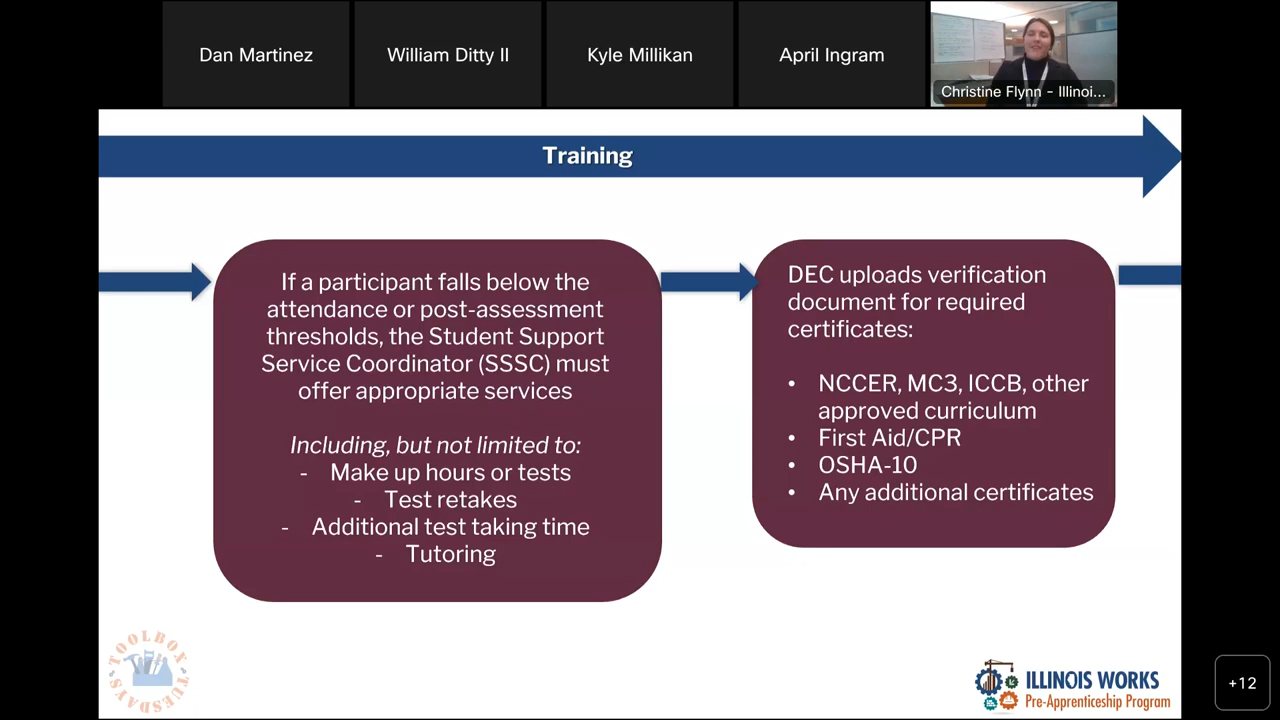 Dan Martinez
William Ditty II
Kyle Millikan
April Ingram
Christine Flynn - Illinoi...
Training
If a participant falls below the
attendance or post-assessment
thresholds, the Student Support
Service Coordinator (SSSC) must
offer appropriate services
Including, but not limited to:
- Make up hours or tests
- Test retakes
- Additional test taking time
- Tutoring
DEC uploads verification
document for required
certificates:
• NCCER, MC3, ICCB, other
approved curriculum
• First Aid/CPR
• OSHA-10
• Any additional certificates
TOOLBOX
TUESDAYS
ILLINOIS WORKS
Pre-Apprenticeship Program
+12